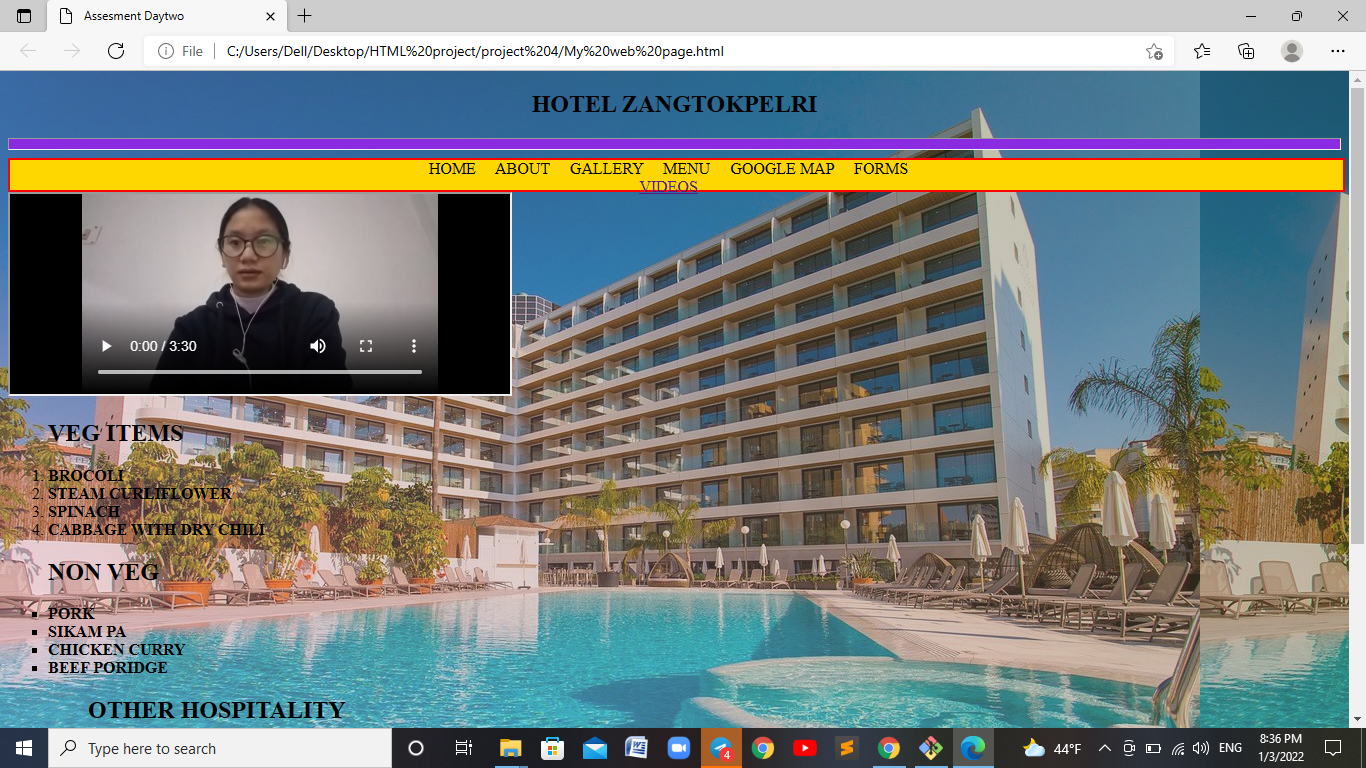 Assesment Daytwo
File
C:/Users/Dell/Desktop/HTML%20project/project%204/My%20web%20page.html
HOTEL ZANGTOKPELRI
HOME ABOUT GALLERY MENU GOOGLE MAP FORMS
VIDEOS
0:00 / 3:30
VEG ITEMS
1. BROCOLI
2. STEAM CURLIFLOWER
3. SPINACH
4. CABBAGE WITH DRY CHILI
NON VEG
PORK
SIKAM PA
CHICKEN CURRY
BEEF PORIDGE
OTHER HOSPITALITY
Type here to search
4
44°F
ENG
8:36 PM
1/3/2022